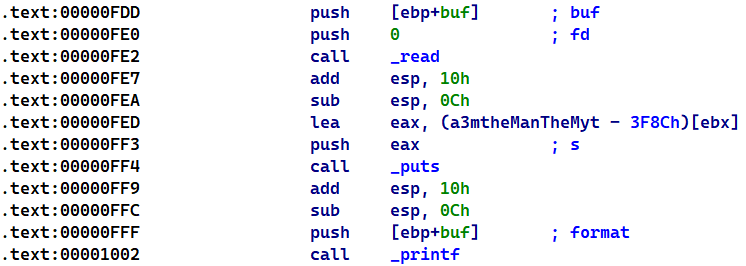 .text:00000FDD push [ebp+buf] ; buf
.text:00000FE0 push 0 ; fd
.text:00000FE2 call _read
.text:00000FE7 add esp, 10h
.text:00000FEA sub esp, 0Ch
.text:00000FED lea eax, (a3mtheManTheMyt - 3F8Ch)[ebx]
.text:00000FF3 push eax ; s
.text:00000FF4 call _puts
.text:00000FF9 add esp, 10h
.text:00000FFC sub esp, 0Ch
.text:00000FFF push [ebp+buf] ; format
.text:00001002 call _printf